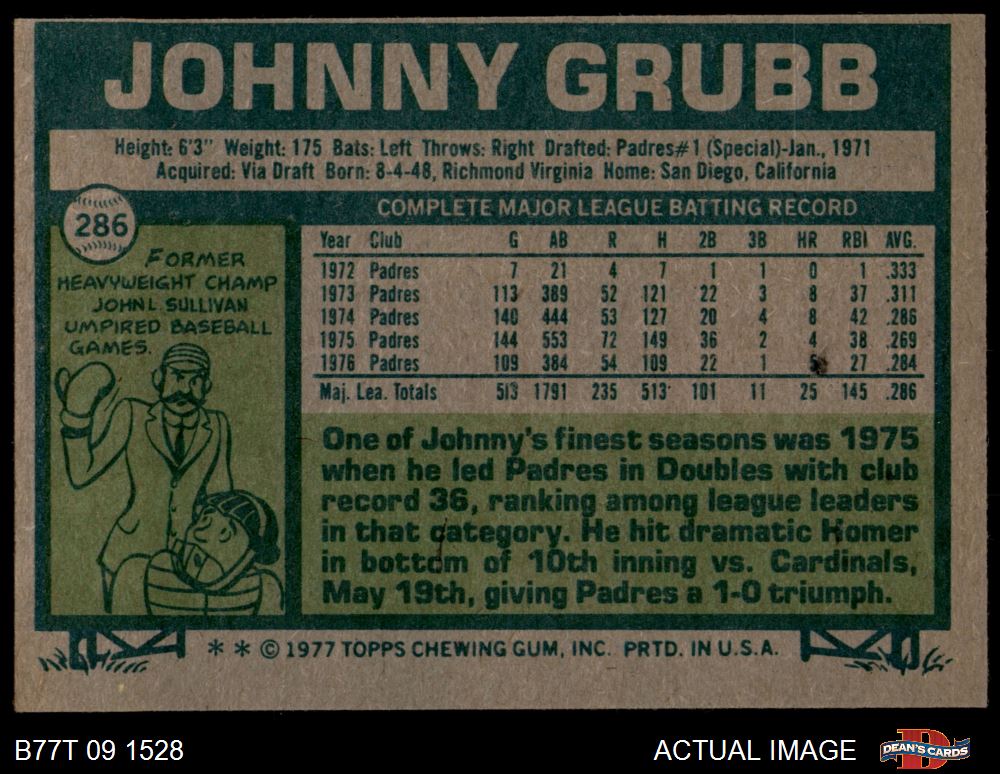 JOHNNY GRUBB
Height: 6'3" Weight: 175 Bats: Left Throws: Right Drafted: Padres#1 (Special)-Jan., 1971
Acquired: Via Draft Born: 8-4-48, Richmond Virginia Home: San Diego, California
286
FORMER
HEAVYWEIGHT CHAMP
JOHN L SULLIVAN
UMPIRED BASEBALL
GAMES.
COMPLETE MAJOR LEAGUE BATTING RECORD
Year Club G AB R H 2B 3B HR RBI AVG.
1972 Padres 7 21 4 7 1 1 0 1 .333
1973 Padres 113 389 52 121 22 3 8 37 .311
1974 Padres 140 444 53 127 20 4 8 42 .286
1975 Padres 144 553 72 149 36 2 4 38 .269
1976 Padres 109 384 54 109 22 1 5 27 .284
Maj. Lea. Totals 513 1791 235 513 101 11 25 145 .286
One of Johnny's finest seasons was 1975
when he led Padres in Doubles with club
record 36, ranking among league leaders
in that category. He hit dramatic Homer
in bottom of 10th inning vs. Cardinals,
May 19th, giving Padres a 1-0 triumph.
* * © 1977 TOPPS CHEWING GUM, INC. PRTD. IN U.S.A.
B77T 09 1528
ACTUAL IMAGE
B
DEAN'S CARDS